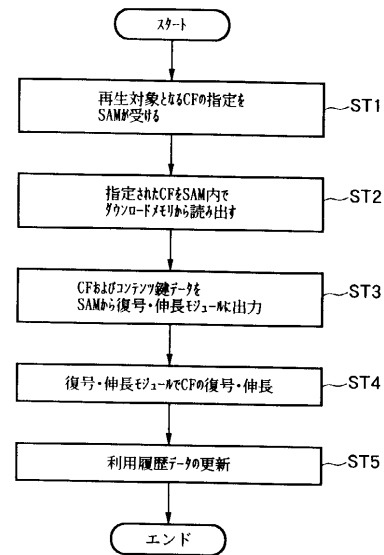 スタート
再生対象となるCFの指定を
SAMが受ける
ST1
指定されたCFをSAM内で
ダウンロードメモリから読み出す
ST2
CFおよびコンテンツ鍵データを
SAMから復号・伸長モジュールに出力
ST3
復号・伸長モジュールでCFの復号・伸長
ST4
利用履歴データの更新
ST5
エンド